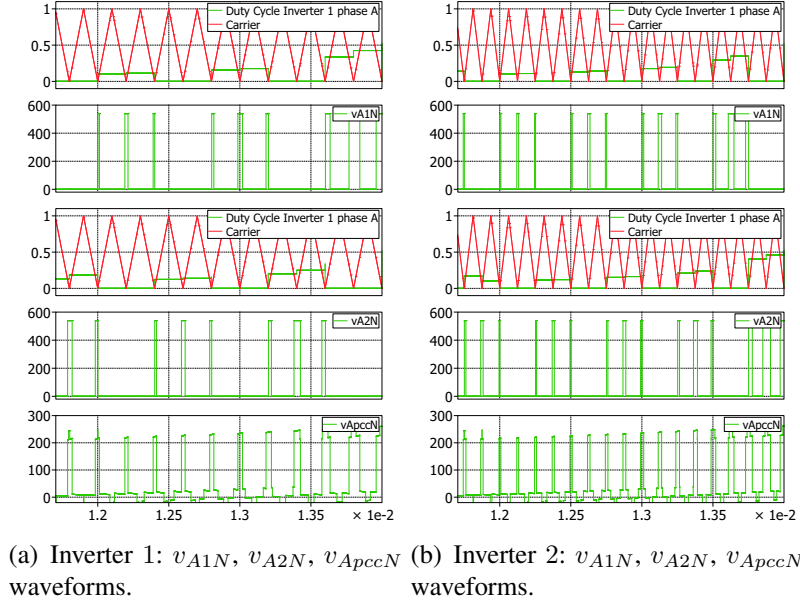 1
0.5
0
Duty Cycle Inverter 1 phase A
Carrier
600
400
200
0
vA1N
1
0.5
0
Duty Cycle Inverter 1 phase A
Carrier
600
400
200
0
vA2N
300
200
100
0
vApccN
1.2 1.25 1.3 1.35
× 1e-2
1
0.5
0
Duty Cycle Inverter 1 phase A
Carrier
600
400
200
0
vA1N
1
0.5
0
Duty Cycle Inverter 1 phase A
Carrier
600
400
200
0
vA2N
300
200
100
0
vApccN
1.2 1.25 1.3 1.35
× 1e-2
(a) Inverter 1: vA1N, vA2N, vApccN
waveforms.
(b) Inverter 2: vA1N, vA2N, vApccN
waveforms.